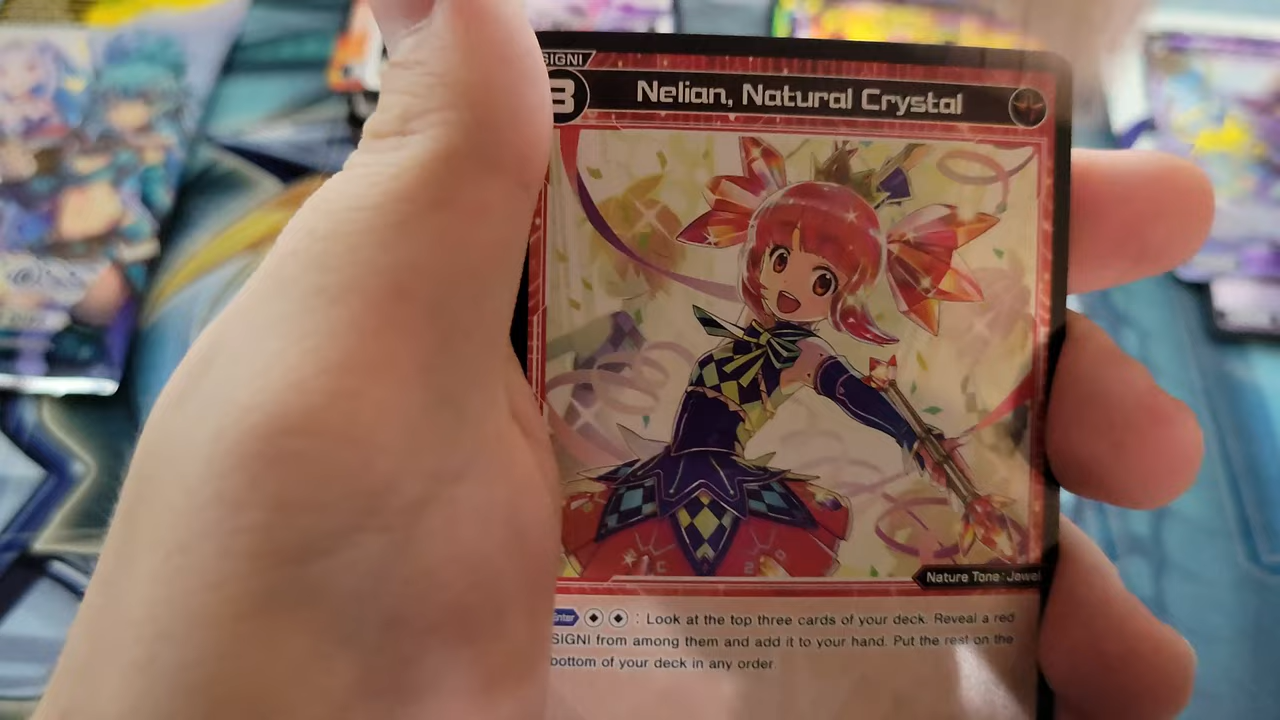 SIGNI
3
Nelian, Natural Crystal
Nature Tone: Jewel
Enter : Look at the top three cards of your deck. Reveal a red
SIGNI from among them and add it to your hand. Put the rest on the
bottom of your deck in any order.